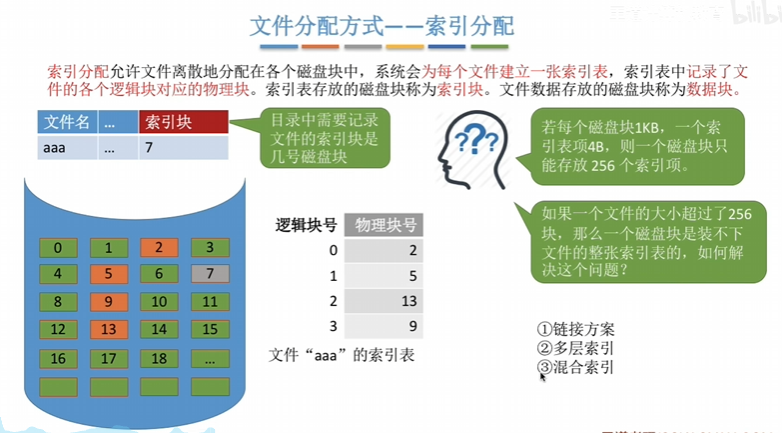 文件分配方式——索引分配
bilibili
索引分配允许文件离散地分配在各个磁盘块中，系统会为每个文件建立一张索引表，索引表中记录了文
件的各个逻辑块对应的物理块。索引表存放的磁盘块称为索引块。文件数据存放的磁盘块称为数据块。
文件名 … 索引块
aaa … 7
目录中需要记录
文件的索引块是
几号磁盘块
???
若每个磁盘块1KB，一个索
引表项4B，则一个磁盘块只
能存放 256 个索引项。
如果一个文件的大小超过了256
块，那么一个磁盘块是装不下
文件的整张索引表的，如何解
决这个问题？
0 1 2 3
4 5 6 7
8 9 10 11
12 13 14 15
16 17 18 …
逻辑块号 物理块号
0 2
1 5
2 13
3 9
文件“aaa”的索引表
①链接方案
②多层索引
③混合索引